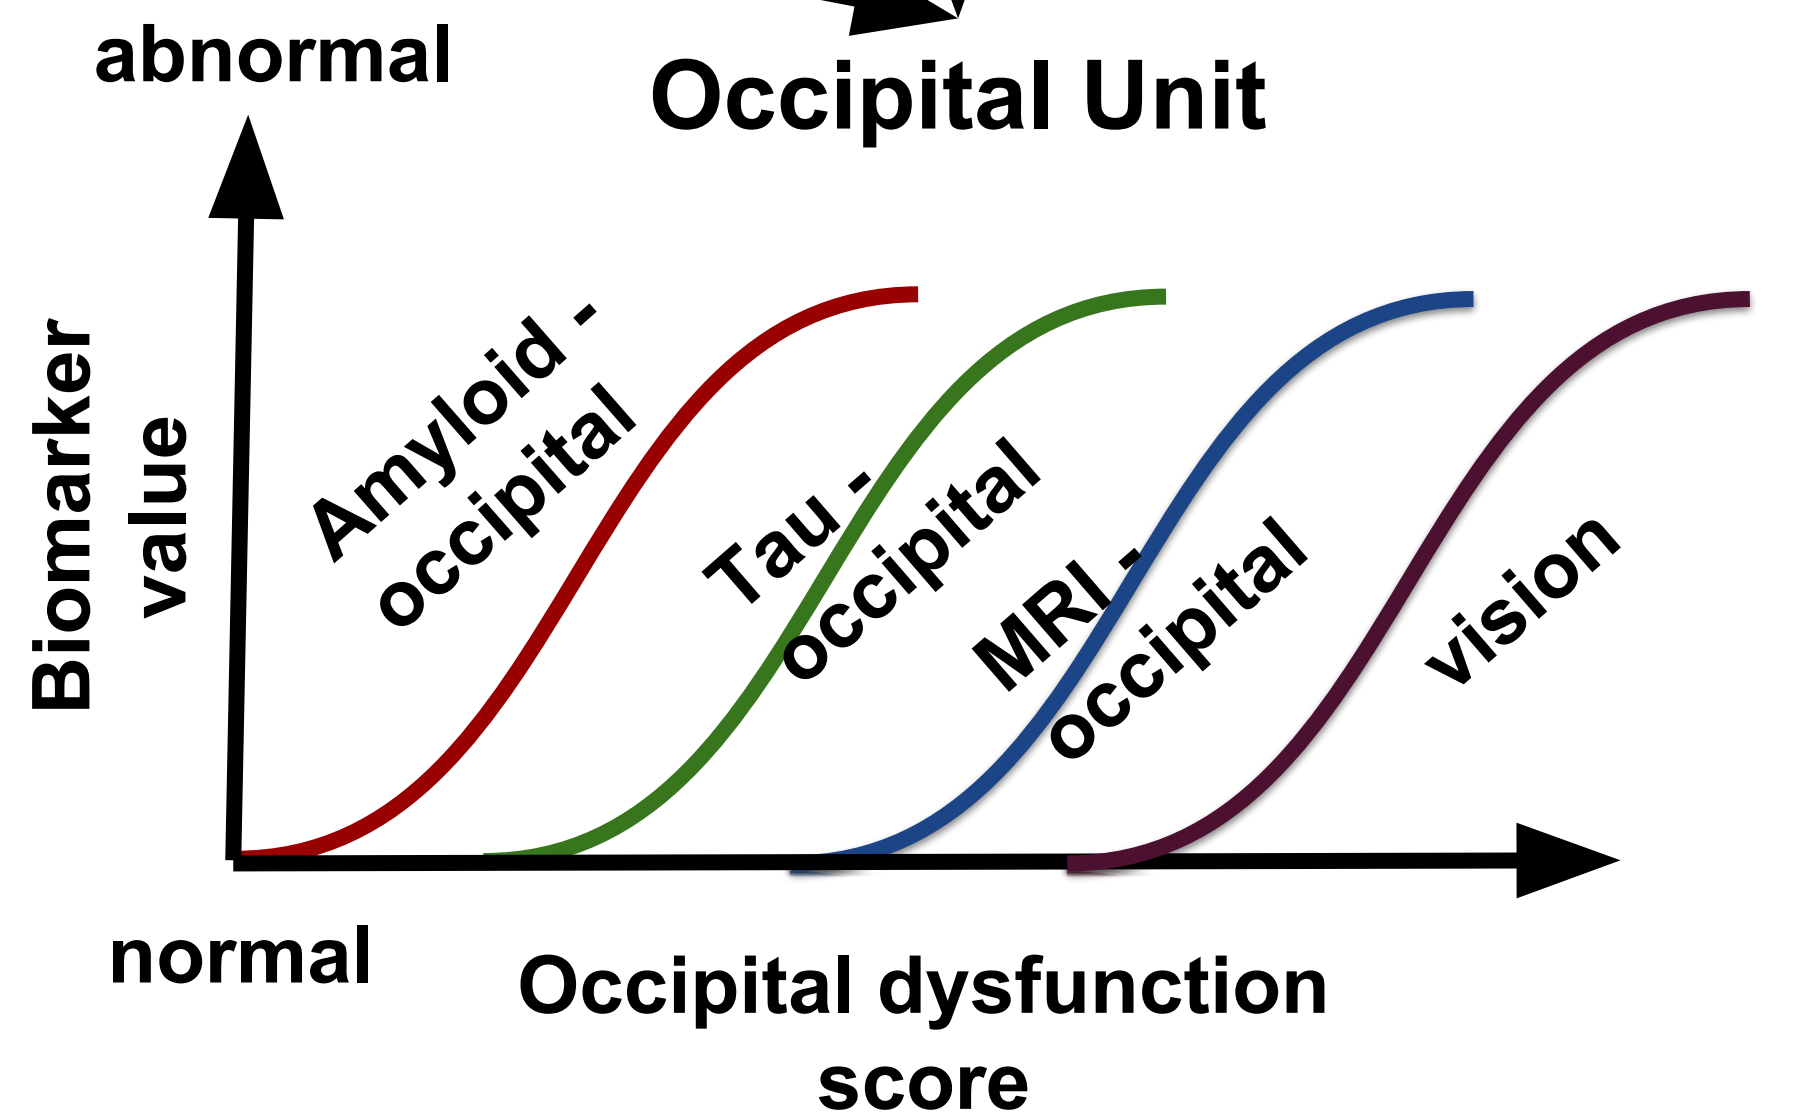 abnormal
Occipital Unit
Biomarker
value
Amyloid -
occipital
Tau -
occipital
MRI -
occipital
vision
normal
Occipital dysfunction
score